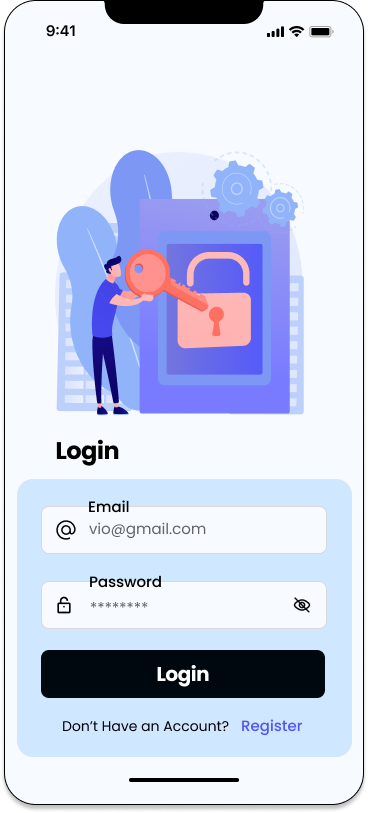 9:41
Login
Email
vio@gmail.com
Password
********
Login
Don’t Have an Account? Register